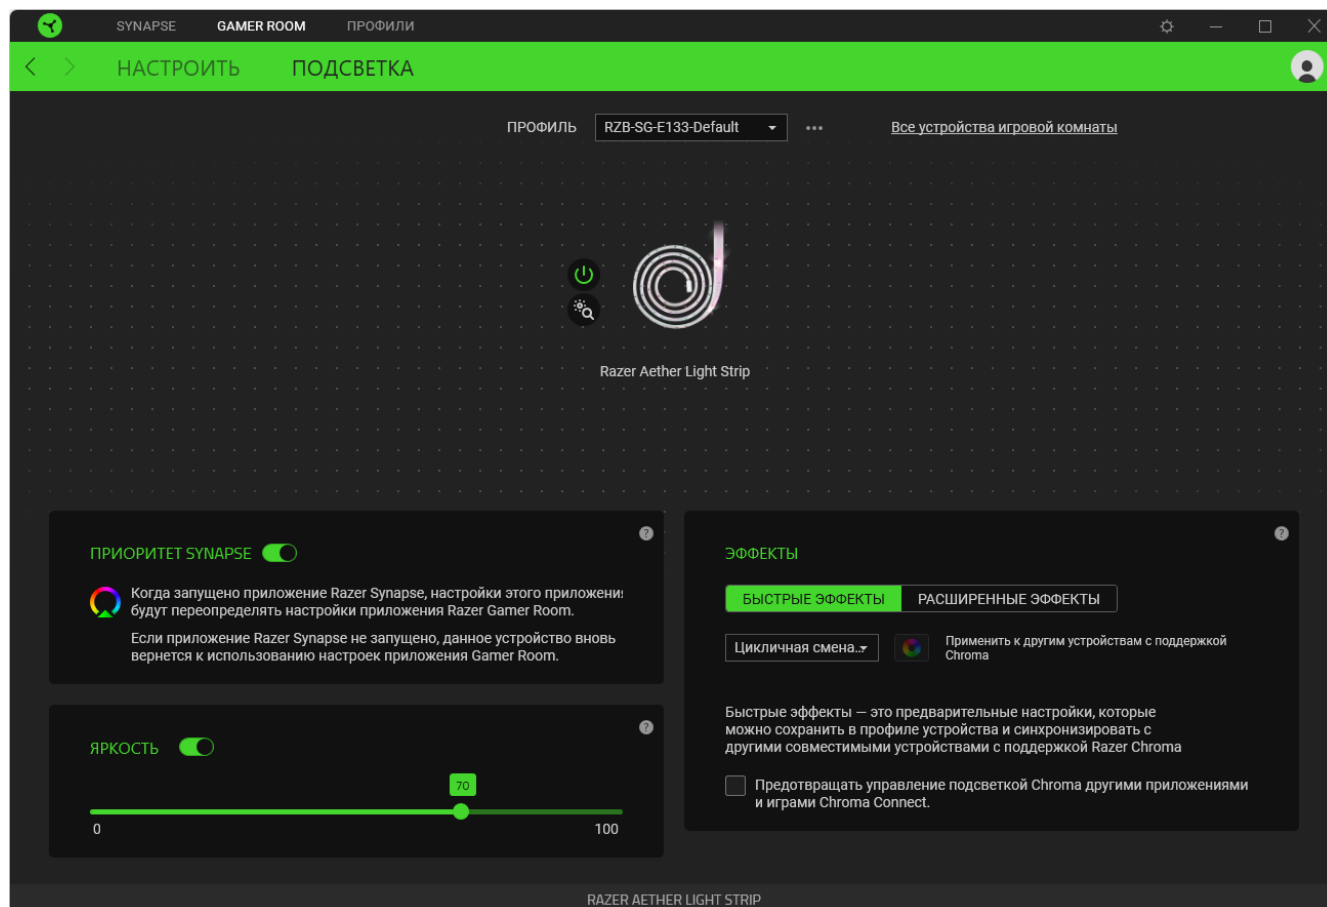 SYNAPSE GAMER ROOM ПРОФИЛИ
НАСТРОИТЬ ПОДСВЕТКА
ПРОФИЛЬ RZB-SG-E133-Default Все устройства игровой комнаты
Razer Aether Light Strip
ПРИОРИТЕТ SYNAPSE
Когда запущено приложение Razer Synapse, настройки этого приложени
будут переопределять настройки приложения Razer Gamer Room.
Если приложение Razer Synapse не запущено, данное устройство вновь
вернется к использованию настроек приложения Gamer Room.
ЯРКОСТЬ
70
0 100
ЭФФЕКТЫ
БЫСТРЫЕ ЭФФЕКТЫ РАСШИРЕННЫЕ ЭФФЕКТЫ
Цикличная смена..
Применить к другим устройствам с поддержкой
Chroma
Быстрые эффекты — это предварительные настройки, которые
можно сохранить в профиле устройства и синхронизировать с
другими совместимыми устройствами с поддержкой Razer Chroma
Предотвращать управление подсветкой Chroma другими приложениями
и играми Chroma Connect.
RAZER AETHER LIGHT STRIP